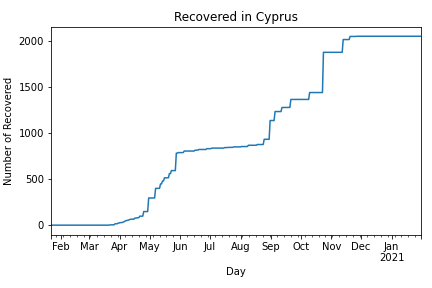 Recovered in Cyprus
Number of Recovered
2000
1500
1000
500
0
Feb Mar Apr May Jun Jul Aug Sep Oct Nov Dec Jan
2021
Day